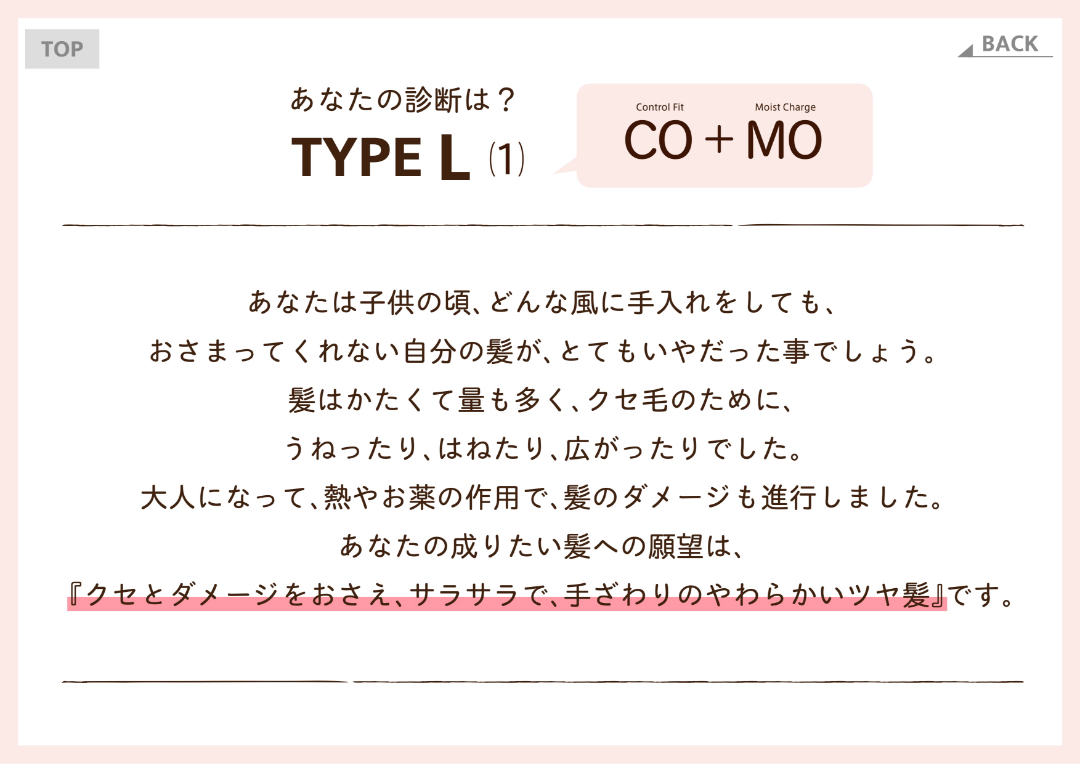 TOP
BACK
あなたの診断は？
TYPE L (1)
Control Fit Moist Charge
CO+MO
あなたは子供の頃、どんな風に手入れをしても、
おさまってくれない自分の髪が、とてもいやだった事でしょう。
髪はかたくて量も多く、クセ毛のために、
うねったり、はねたり、広がったりでした。
大人になって、熱やお薬の作用で、髪のダメージも進行しました。
あなたの成りたい髪への願望は、
『クセとダメージをおさえ、サラサラで、手ざわりのやわらかいツヤ髪』です。